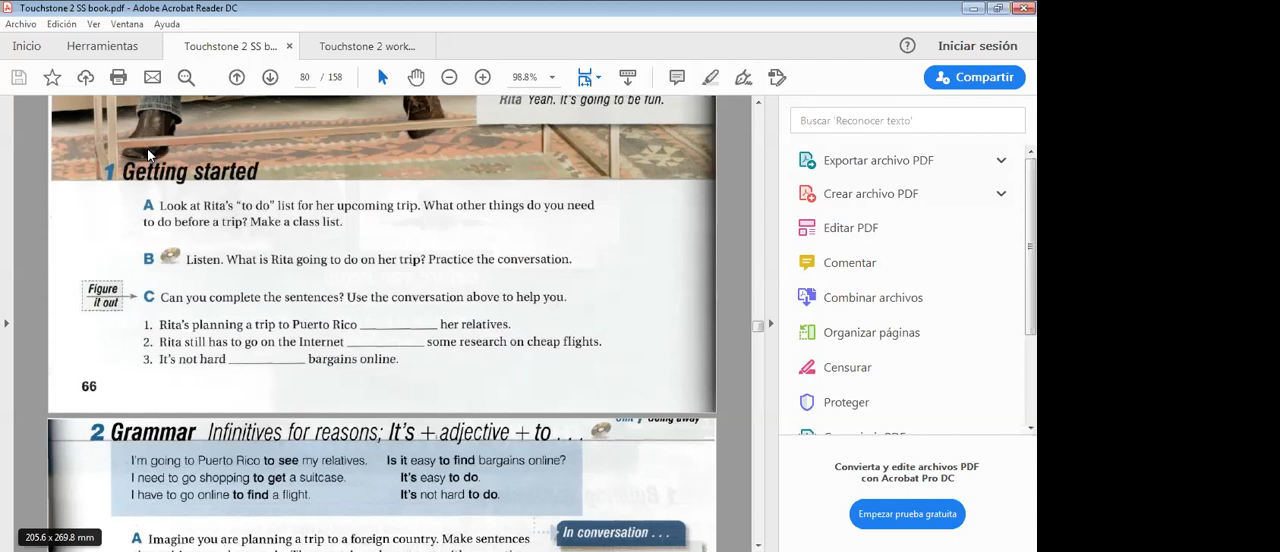 Touchstone 2 SS book.pdf - Adobe Acrobat Reader DC
Archivo Edición Ver Ventana Ayuda
Inicio Herramientas Touchstone 2 SS b... × Touchstone 2 work... Iniciar sesión
80 / 158 98.8% Compartir
Rita Yeah. It's going to be fun.
1 Getting started
A Look at Rita's "to do" list for her upcoming trip. What other things do you need
to do before a trip? Make a class list.
B Listen. What is Rita going to do on her trip? Practice the conversation.
Figure
it out
C Can you complete the sentences? Use the conversation above to help you.
1. Rita's planning a trip to Puerto Rico ____________ her relatives.
2. Rita still has to go on the Internet ____________ some research on cheap flights.
3. It's not hard ____________ bargains online.
66
Unit 7 Going away
2 Grammar Infinitives for reasons; It's + adjective + to . . .
I'm going to Puerto Rico to see my relatives. Is it easy to find bargains online?
I need to go shopping to get a suitcase. It's easy to do.
I have to go online to find a flight. It's not hard to do.
In conversation . . .
A Imagine you are planning a trip to a foreign country. Make sentences
205.6 x 269.8 mm
Buscar 'Reconocer texto'
Exportar archivo PDF
Crear archivo PDF
Editar PDF
Comentar
Combinar archivos
Organizar páginas
Censurar
Proteger
Convierta y edite archivos PDF
con Acrobat Pro DC
Empezar prueba gratuita